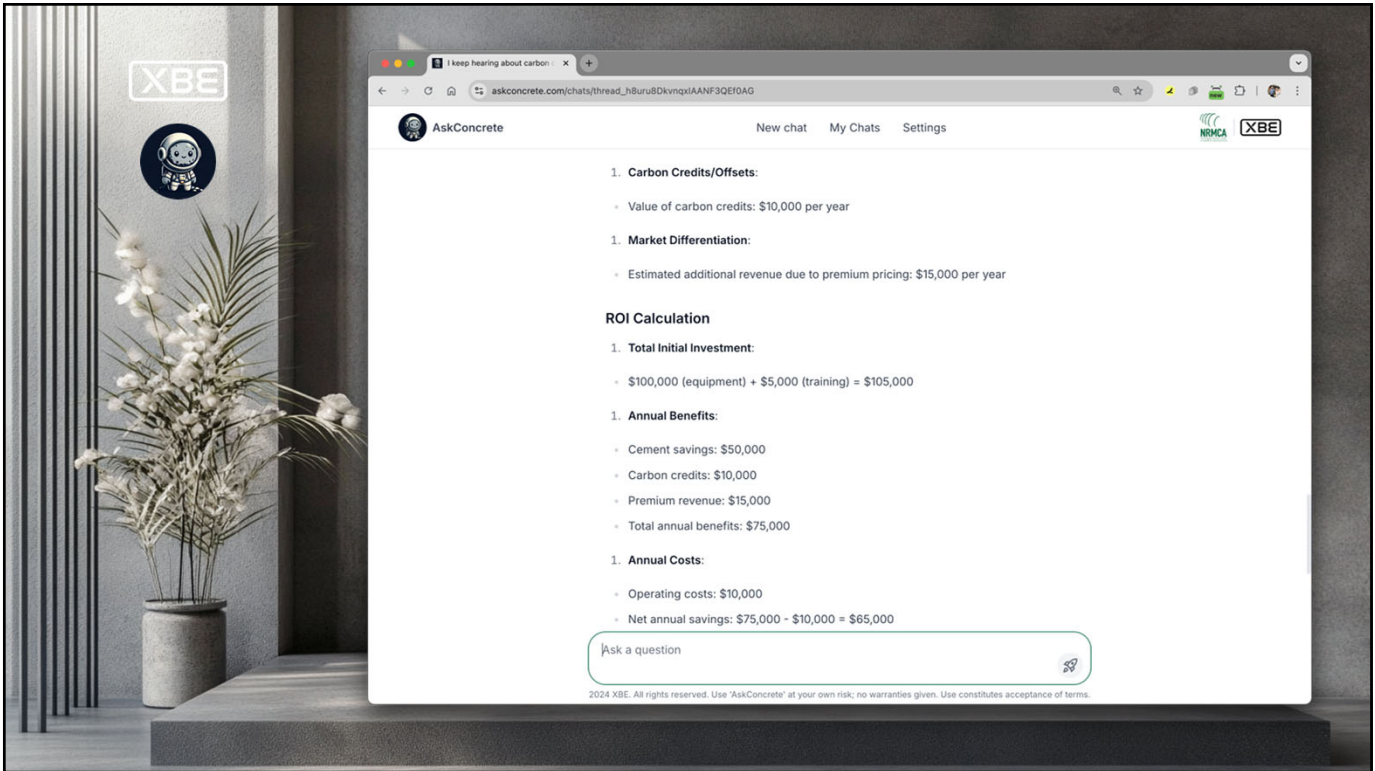 XBE
I keep hearing about carbon
askconcrete.com/chats/thread_h8uru8DkvnqxIAANF3QEf0AG
new
AskConcrete
New chat
My Chats
Settings
NRMCA
XBE
1. Carbon Credits/Offsets:
Value of carbon credits: $10,000 per year
1. Market Differentiation:
Estimated additional revenue due to premium pricing: $15,000 per year
ROI Calculation
1. Total Initial Investment:
$100,000 (equipment) + $5,000 (training) = $105,000
1. Annual Benefits:
Cement savings: $50,000
Carbon credits: $10,000
Premium revenue: $15,000
Total annual benefits: $75,000
1. Annual Costs:
Operating costs: $10,000
Net annual savings: $75,000 - $10,000 = $65,000
Ask a question
2024 XBE. All rights reserved. Use 'AskConcrete' at your own risk; no warranties given. Use constitutes acceptance of terms.